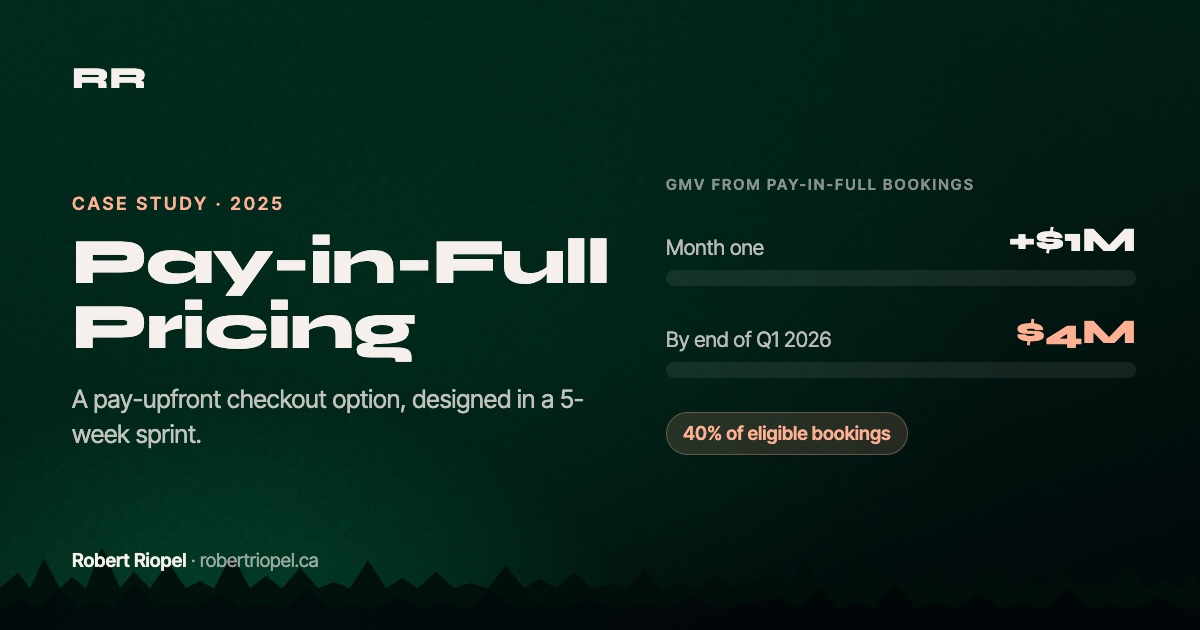 RR
CASE STUDY · 2025
Pay-in-Full
Pricing
A pay-upfront checkout option, designed in a 5-
week sprint.
GMV FROM PAY-IN-FULL BOOKINGS
Month one
+$1M
By end of Q1 2026
$4M
40% of eligible bookings
Robert Riopel · robertriopel.ca